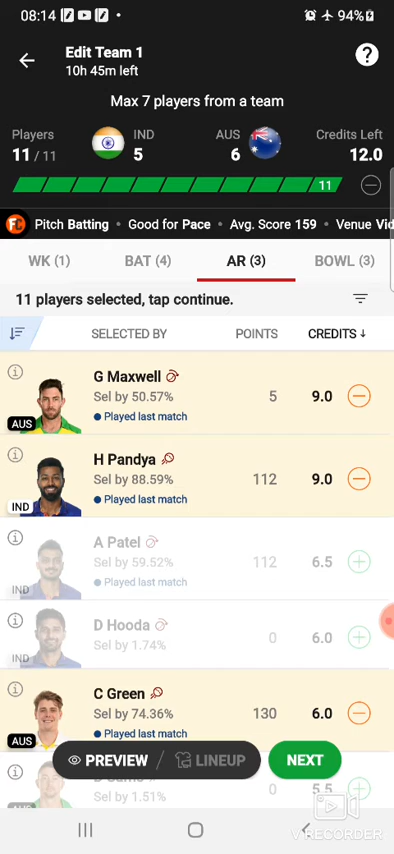 08:14 94%
Edit Team 1
10h 45m left
?
Max 7 players from a team
Players IND AUS Credits Left
11 / 11 5 6 12.0
11
FC Pitch Batting • Good for Pace • Avg. Score 159 • Venue Vid
WK (1) BAT (4) AR (3) BOWL (3)
11 players selected, tap continue.
SELECTED BY POINTS CREDITS ↓
G Maxwell
Sel by 50.57% 5 9.0
Played last match
AUS
H Pandya
Sel by 88.59% 112 9.0
Played last match
IND
A Patel
Sel by 59.52% 112 6.5
Played last match
IND
D Hooda
Sel by 1.74% 0 6.0
IND
C Green
Sel by 74.36% 130 6.0
Played last match
AUS
PREVIEW / LINEUP NEXT
Sel by 1.51% 0 5.5
V RECORDER